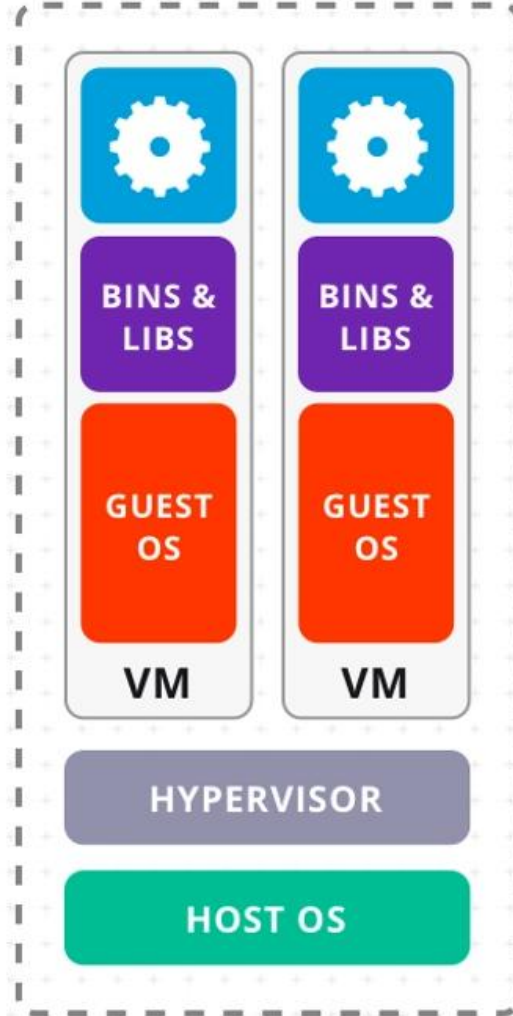 BINS &
LIBS
GUEST
OS
VM
BINS &
LIBS
GUEST
OS
VM
HYPERVISOR
HOST OS